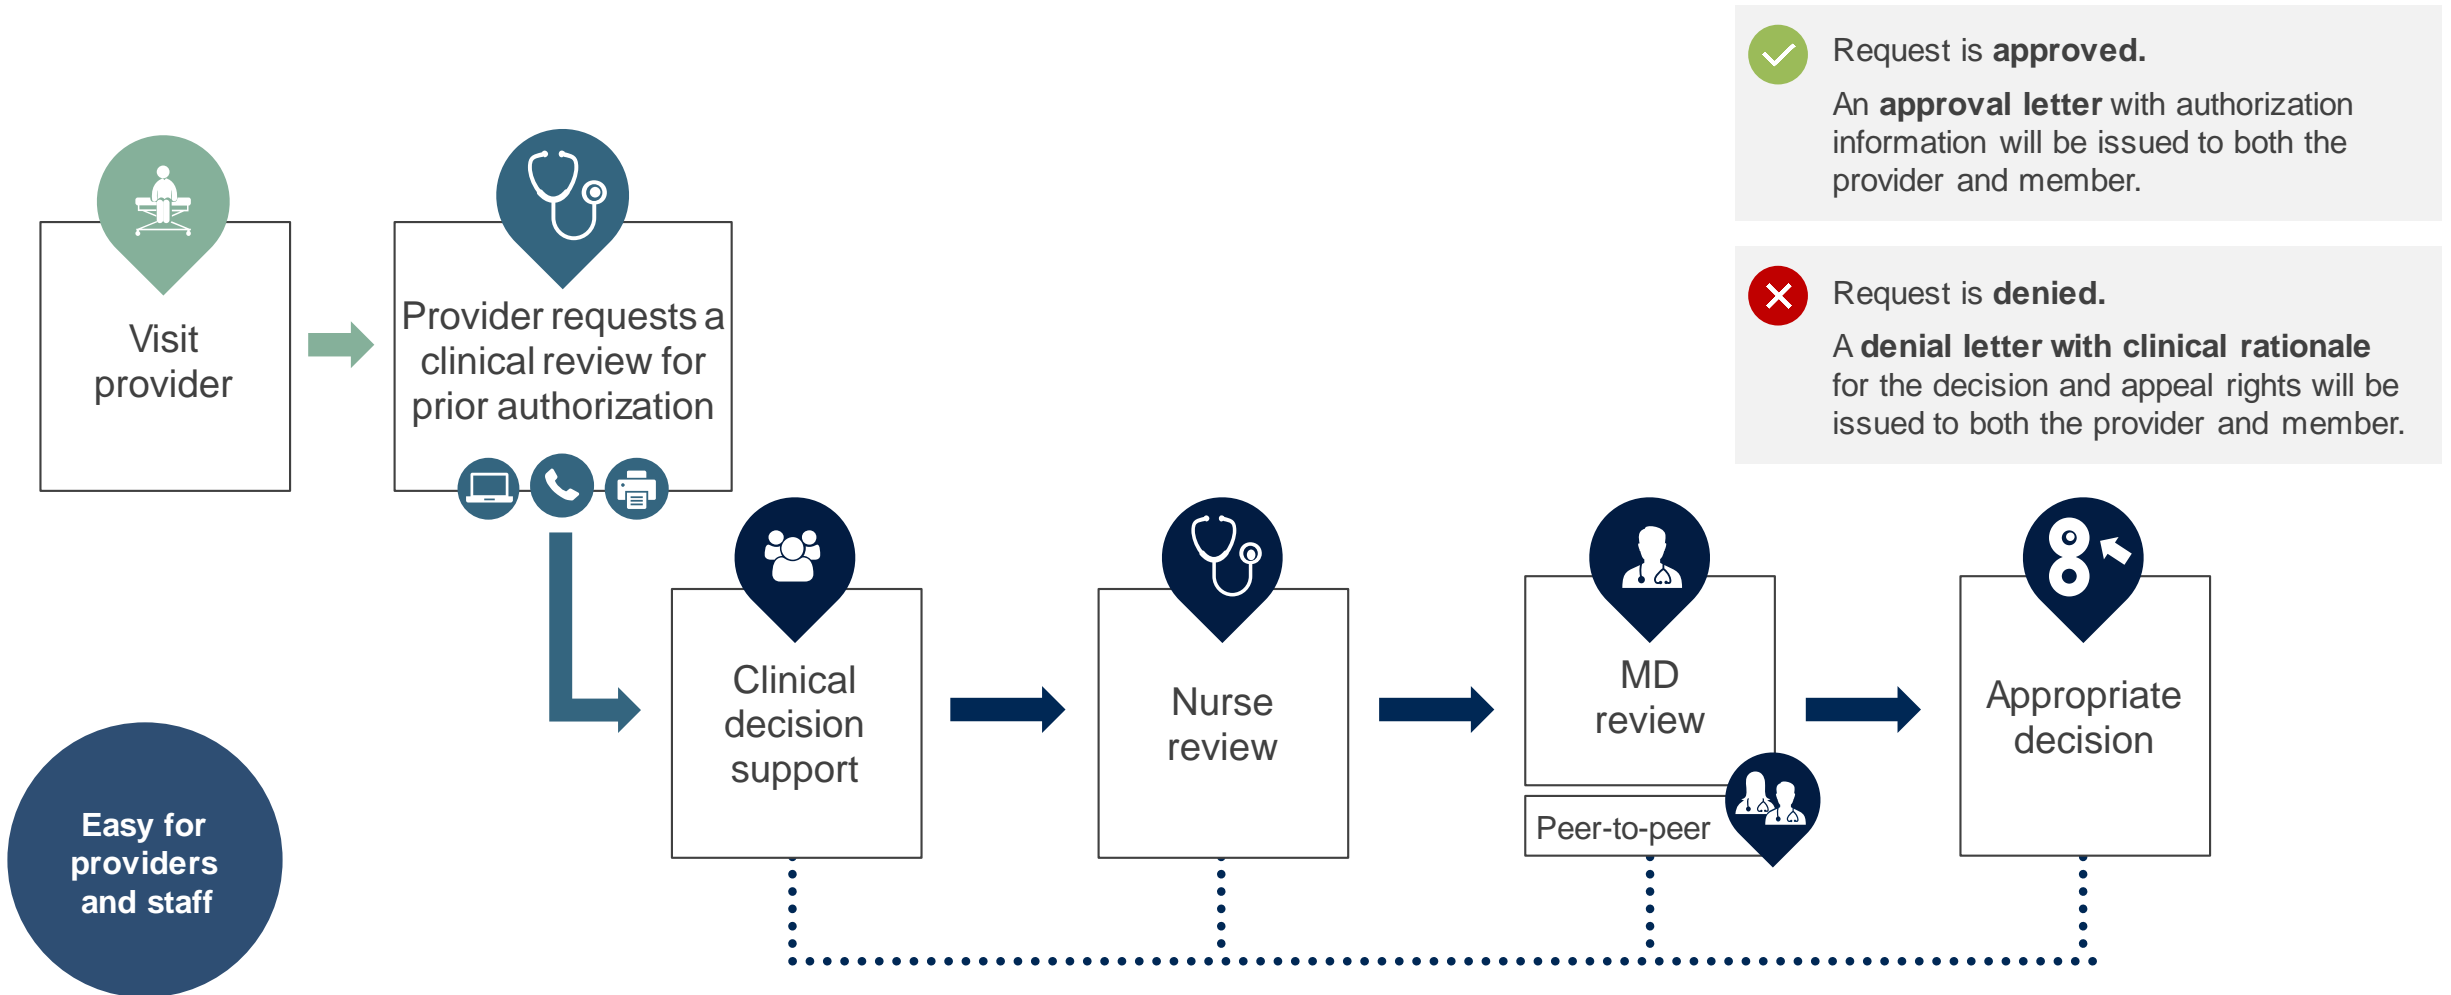 Request is approved.
An approval letter with authorization
information will be issued to both the
provider and member.
Request is denied.
A denial letter with clinical rationale
for the decision and appeal rights will be
issued to both the provider and member.
Visit
provider
Provider requests a
clinical review for
prior authorization
Clinical
decision
support
Nurse
review
MD
review
Peer-to-peer
Appropriate
decision
Easy for
providers
and staff